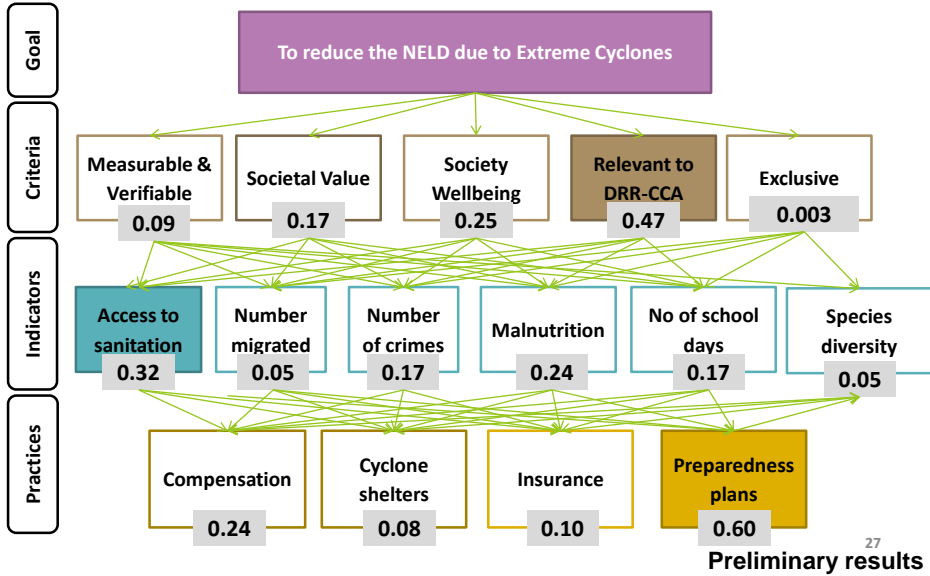 Goal
To reduce the NELD due to Extreme Cyclones
Criteria
Measurable &
Verifiable
0.09
Societal Value
0.17
Society
Wellbeing
0.25
Relevant to
DRR-CCA
0.47
Exclusive
0.003
Indicators
Access to
sanitation
0.32
Number
migrated
0.05
Number
of crimes
0.17
Malnutrition
0.24
No of school
days
0.17
Species
diversity
0.05
Practices
Compensation
0.24
Cyclone
shelters
0.08
Insurance
0.10
Preparedness
plans
0.60
27
Preliminary results